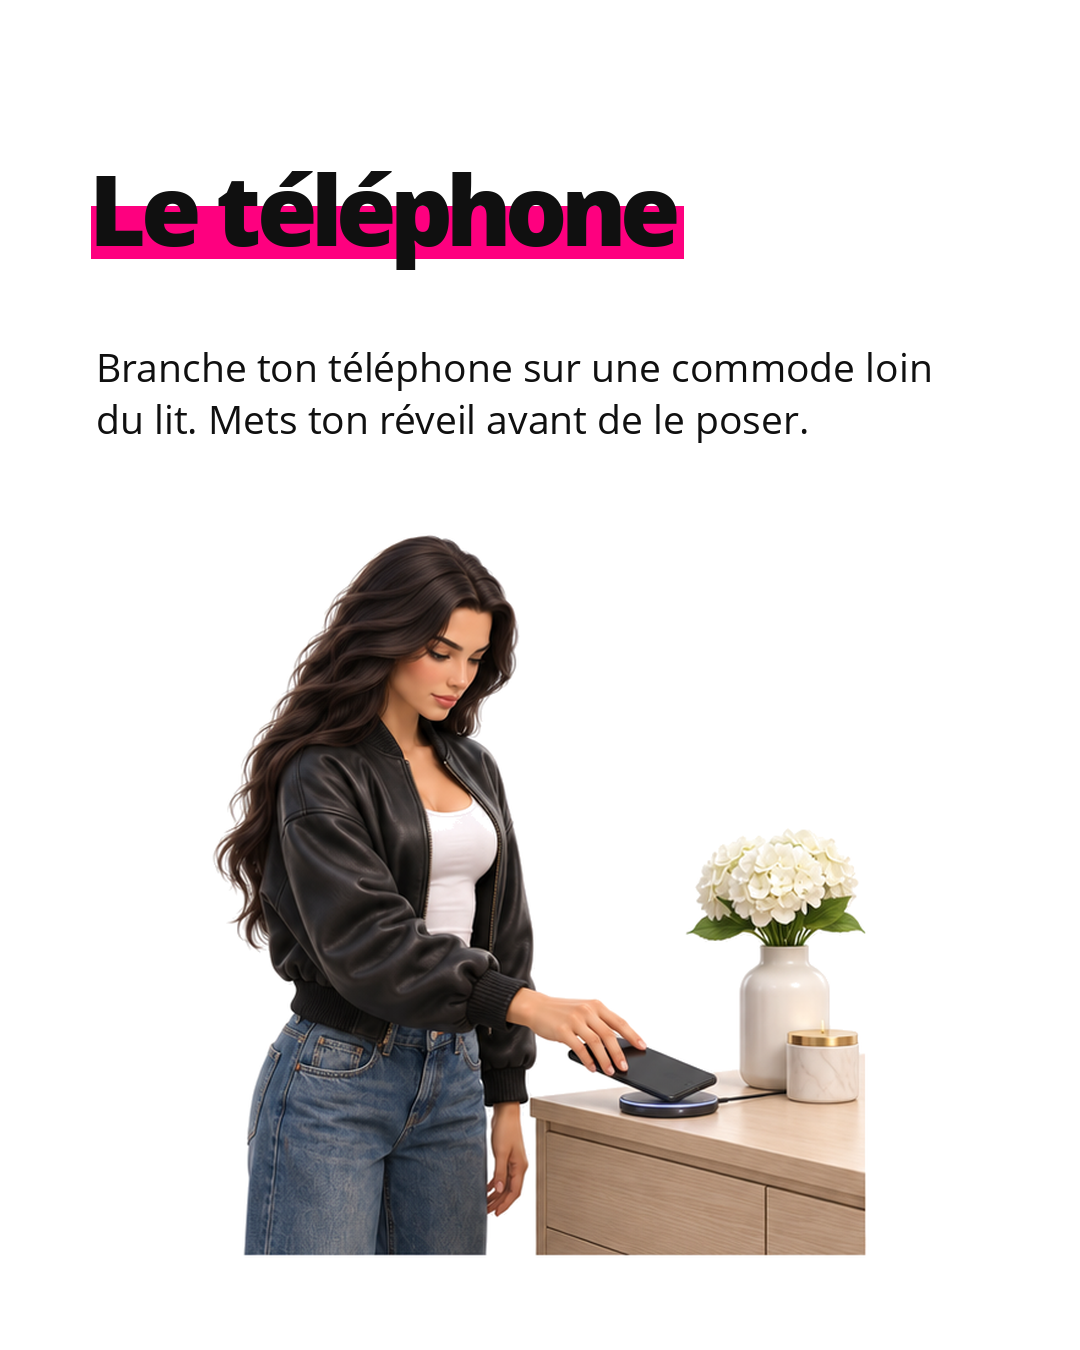 Le téléphone
Branche ton téléphone sur une commode loin
du lit. Mets ton réveil avant de le poser.